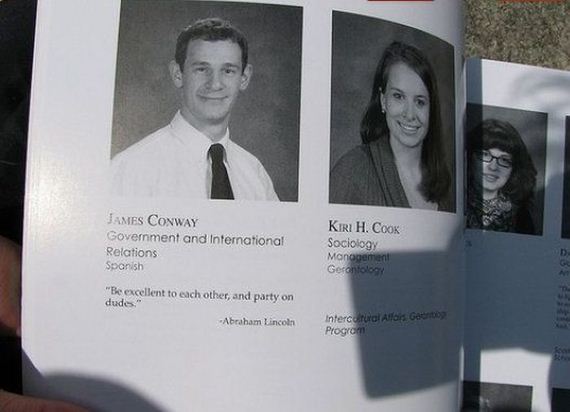 JAMES CONWAY
Government and International
Relations
Spanish
"Be excellent to each other, and party on
dudes."
-Abraham Lincoln
KIRI H. COOK
Sociology
Management
Gerontology
Intercultural Affairs, Gerontology
Program